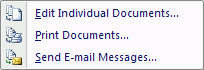 Edit Individual Documents...
Print Documents...
Send E-mail Messages...